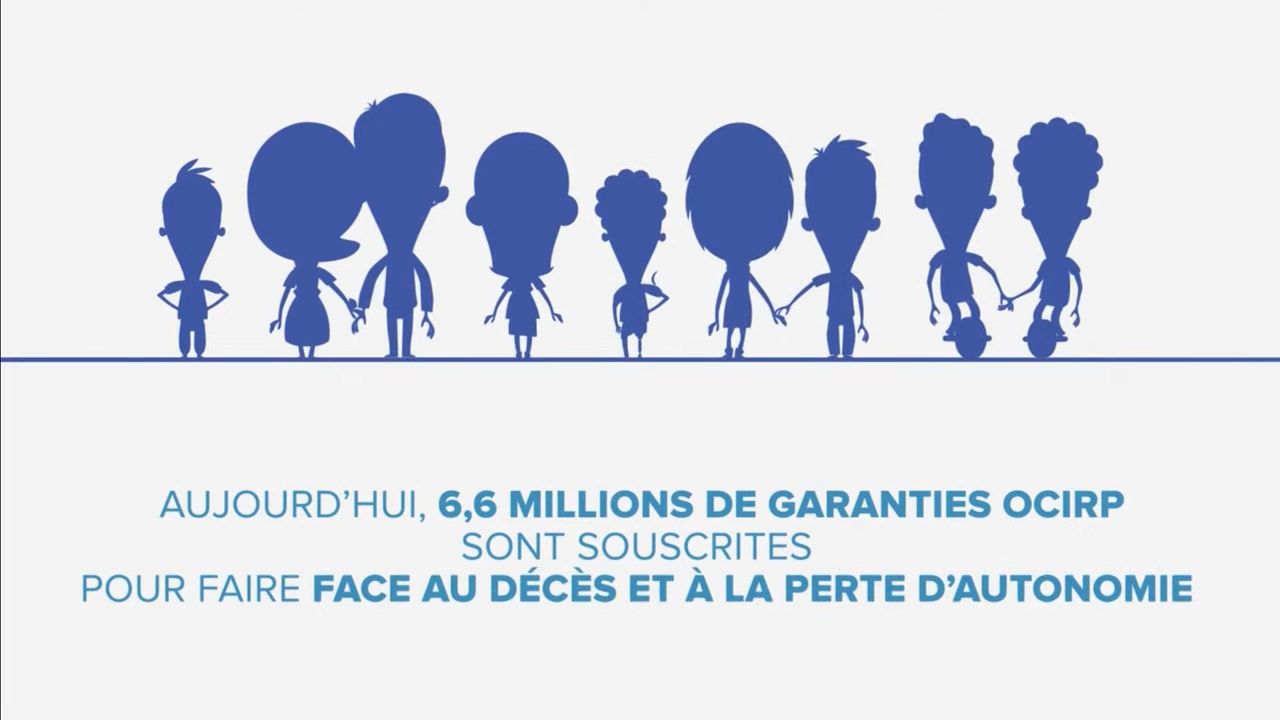 AUJOURD'HUI, 6,6 MILLIONS DE GARANTIES OCIRP
SONT SOUSCRITES
POUR FAIRE FACE AU DÉCÈS ET À LA PERTE D'AUTONOMIE